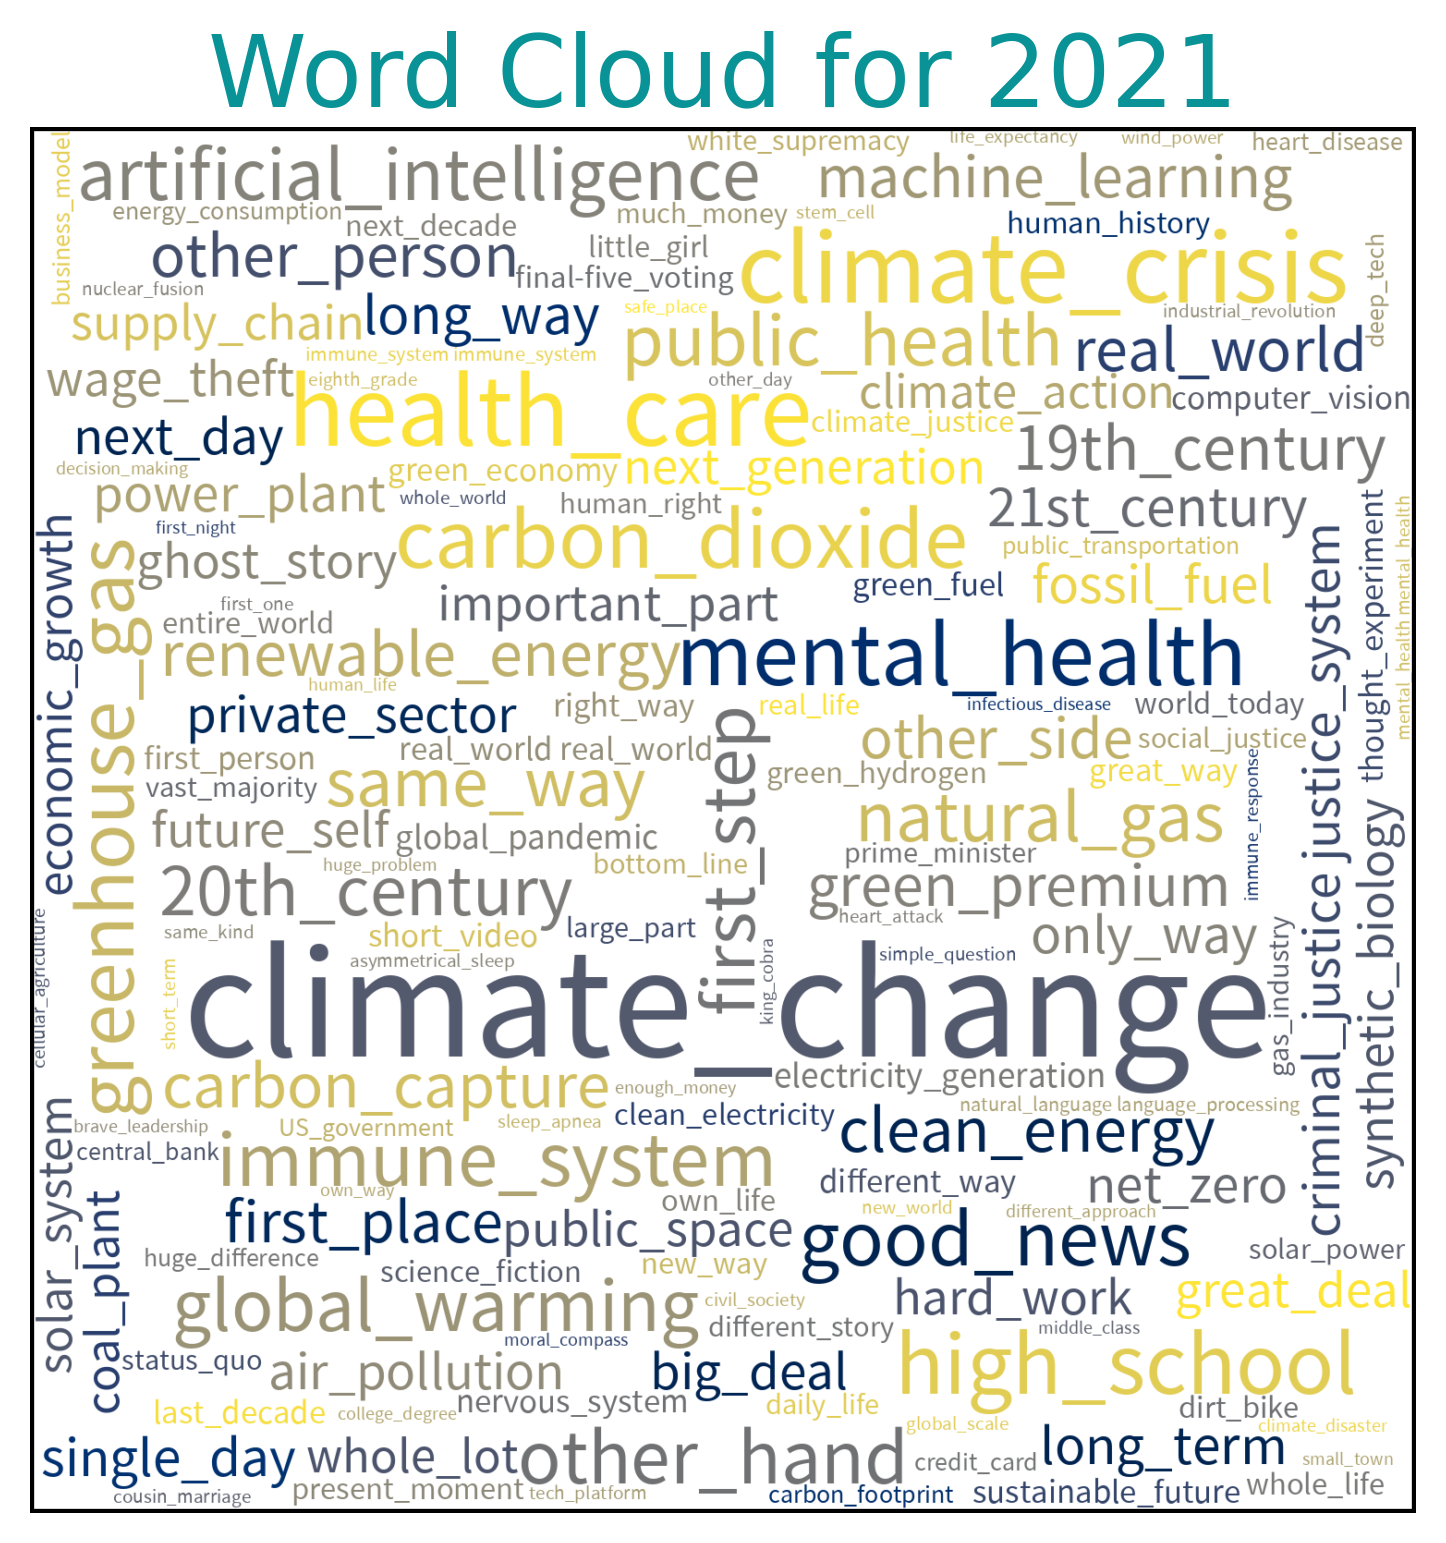 Word Cloud for 2021
white_supremacy
life_expectancy
wind_power
heart_disease
business_model
artificial_intelligence
machine_learning
energy_consumption
next_decade
much_money
stem_cell
human_history
other_person
little_girl
final-five_voting
climate_crisis
deep_tech
nuclear_fusion
supply_chain
long_way
safe_place
public_health
industrial_revolution
real_world
immune_system immune_system
wage_theft
eighth_grade
health_care
other_day
climate_action
computer_vision
next_day
climate_justice
19th_century
decision_making
green_economy
next_generation
power_plant
whole_world
human_right
21st_century
first_night
ghost_story
carbon_dioxide
public_transportation
thought_experiment
mental_health mental_health
economic_growth
greenhouse_gas
first_one
entire_world
important_part
green_fuel
fossil_fuel
criminal_justice justice_system
renewable_energy
mental_health
human_life
private_sector
right_way
real_life
infectious_disease
world_today
first_person
real_world real_world
other_side
social_justice
vast_majority
same_way
first_step
green_hydrogen
great_way
immune_response
future_self
global_pandemic
natural_gas
huge_problem
bottom_line
prime_minister
20th_century
green_premium
synthetic_biology
heart_attack
cellular_agriculture
same_kind
short_video
large_part
only_way
asymmetrical_sleep
king_cobra
simple_question
gas_industry
short_term
climate_change
carbon_capture
enough_money
electricity_generation
natural_language language_processing
brave_leadership
US_government
sleep_apnea
clean_electricity
clean_energy
central_bank
immune_system
solar_system
coal_plant
own_way
own_life
different_way
net_zero
first_place
public_space
new_world
different_approach
good_news
huge_difference
science_fiction
new_way
solar_power
global_warming
civil_society
hard_work
great_deal
moral_compass
different_story
middle_class
status_quo
air_pollution
big_deal
high_school
last_decade
college_degree
nervous_system
daily_life
dirt_bike
global_scale
climate_disaster
single_day
whole_lot
other_hand
credit_card
long_term
small_town
cousin_marriage
present_moment
tech_platform
carbon_footprint
sustainable_future
whole_life